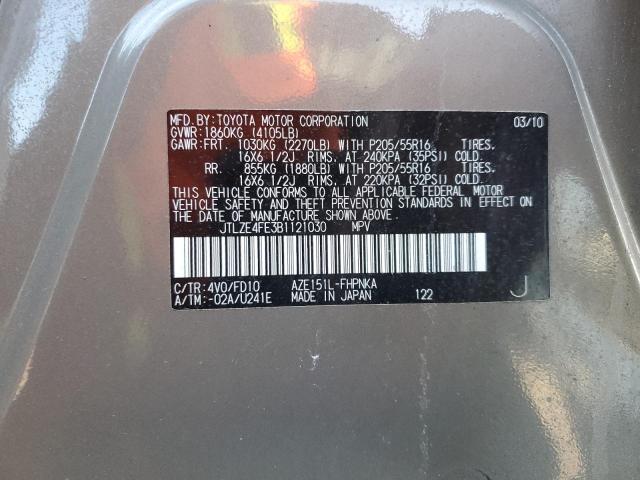 MFD. BY: TOYOTA MOTOR CORPORATION 03/10
GVWR: 1860KG (4105LB)
GAWR: FRT. 1030KG (2270LB) WITH P205/55R16 TIRES.
16X6 1/2J RIMS, AT 240KPA (35PSI) COLD.
RR. 855KG (1880LB) WITH P205/55R16 TIRES.
16X6 1/2J RIMS, AT 220KPA (32PSI) COLD.
THIS VEHICLE CONFORMS TO ALL APPLICABLE FEDERAL MOTOR
VEHICLE SAFETY AND THEFT PREVENTION STANDARDS IN EFFECT
ON THE DATE OF MANUFACTURE SHOWN ABOVE.
JTLZE4FE3B1121030 MPV
C/TR: 4V0/FD10 AZE151L-FHPNKA
A/TM: -02A/U241E MADE IN JAPAN 122 J